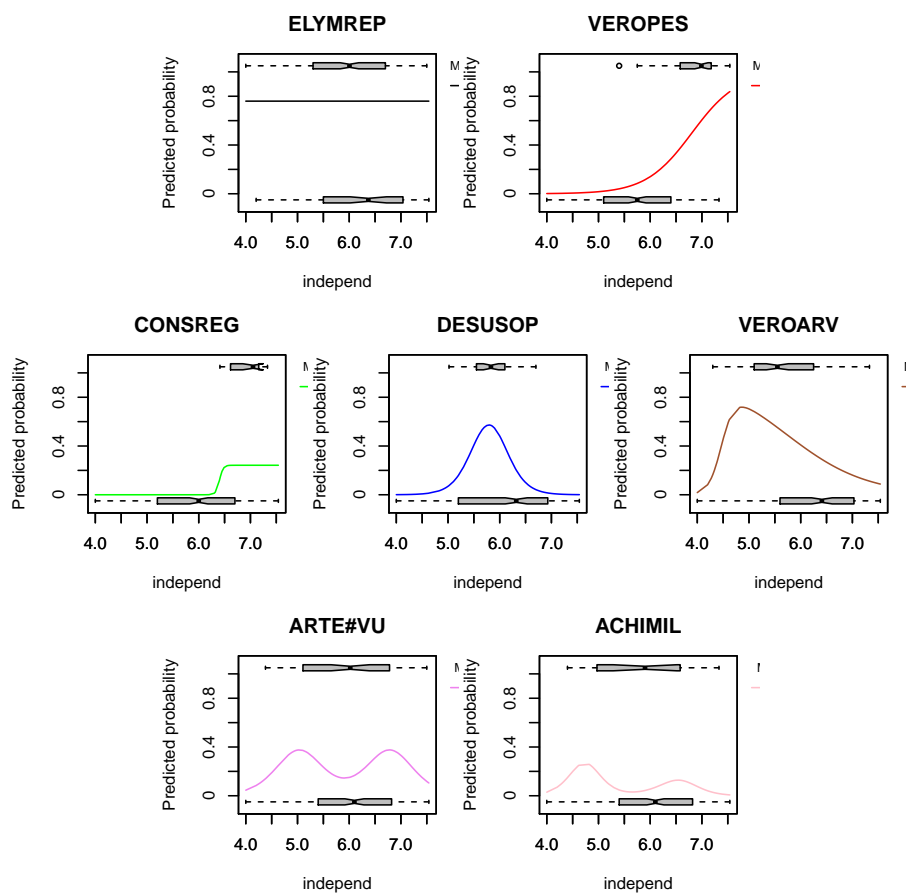 ELYMREP
VEROPES
Predicted probability
0 0.4 0.8
4.0 5.0 6.0 7.0
independ
M
Predicted probability
0 0.4 0.8
4.0 5.0 6.0 7.0
independ
M
CONSREG
DESUSOP
VEROARV
Predicted probability
0 0.4 0.8
4.0 5.0 6.0 7.0
independ
Predicted probability
0 0.4 0.8
4.0 5.0 6.0 7.0
independ
Predicted probability
0 0.4 0.8
4.0 5.0 6.0 7.0
independ
ARTE#VU
ACHIMIL
Predicted probability
0 0.4 0.8
4.0 5.0 6.0 7.0
independ
Predicted probability
0 0.4 0.8
4.0 5.0 6.0 7.0
independ